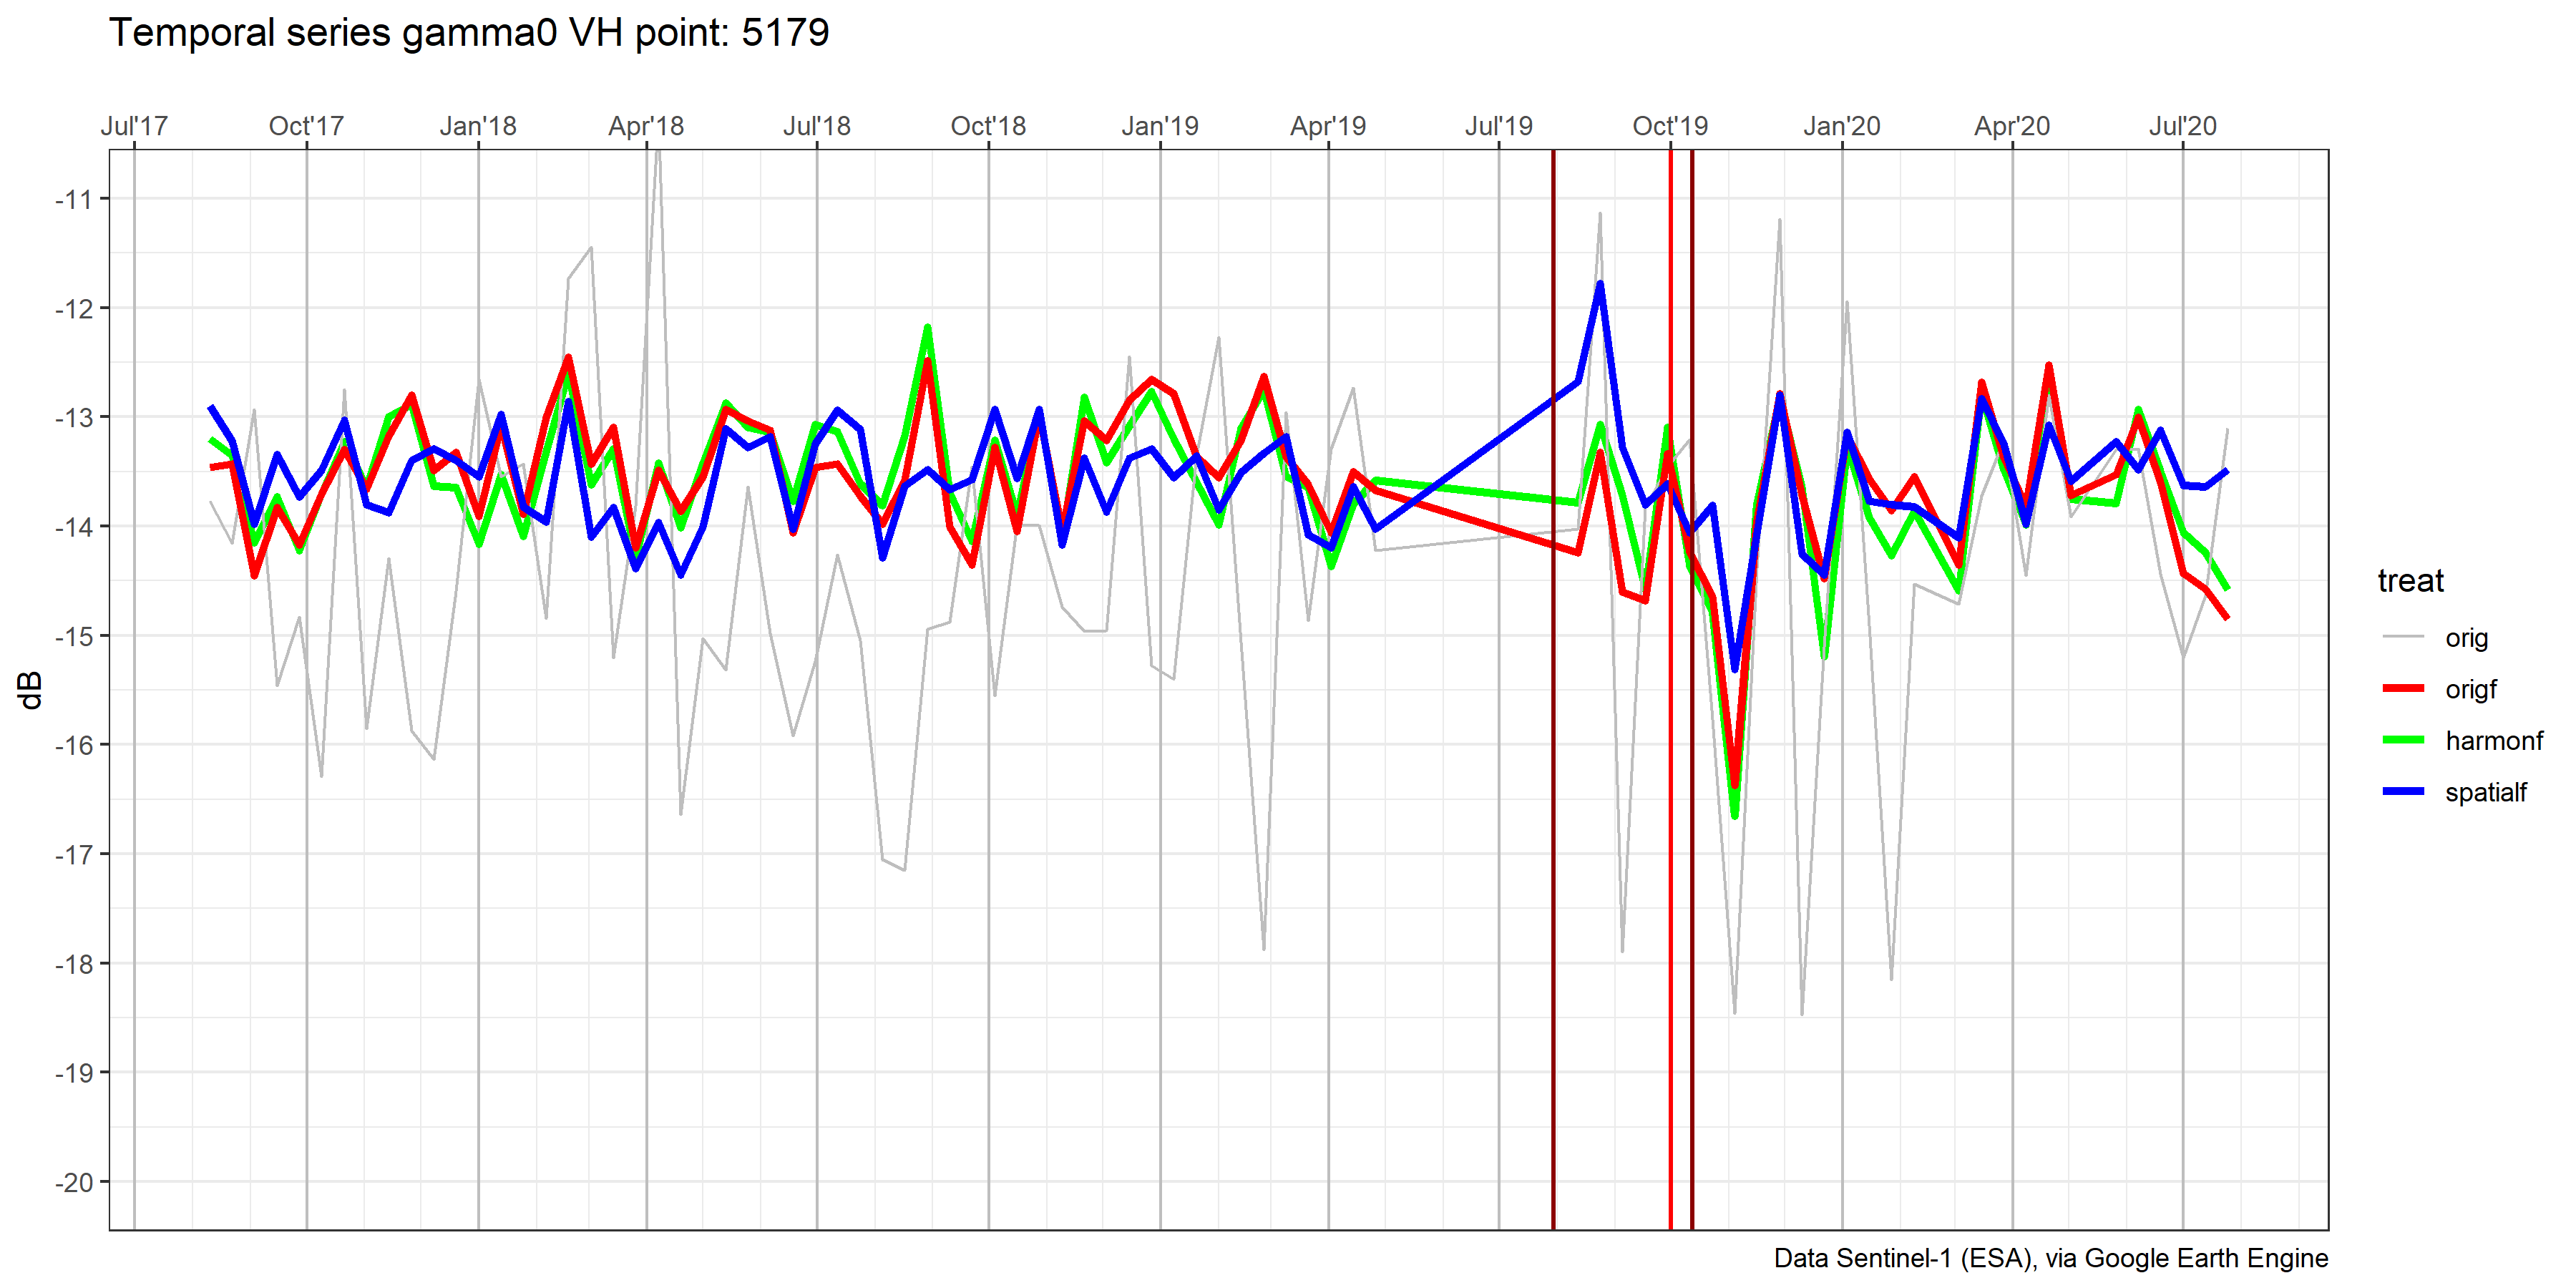 Temporal series gamma0 VH point: 5179
Jul'17 Oct'17 Jan'18 Apr'18 Jul'18 Oct'18 Jan'19 Apr'19 Jul'19 Oct'19 Jan'20 Apr'20 Jul'20
-11
-12
-13
-14
-15
-16
-17
-18
-19
-20
dB
treat
orig
origf
harmonf
spatialf
Data Sentinel-1 (ESA), via Google Earth Engine